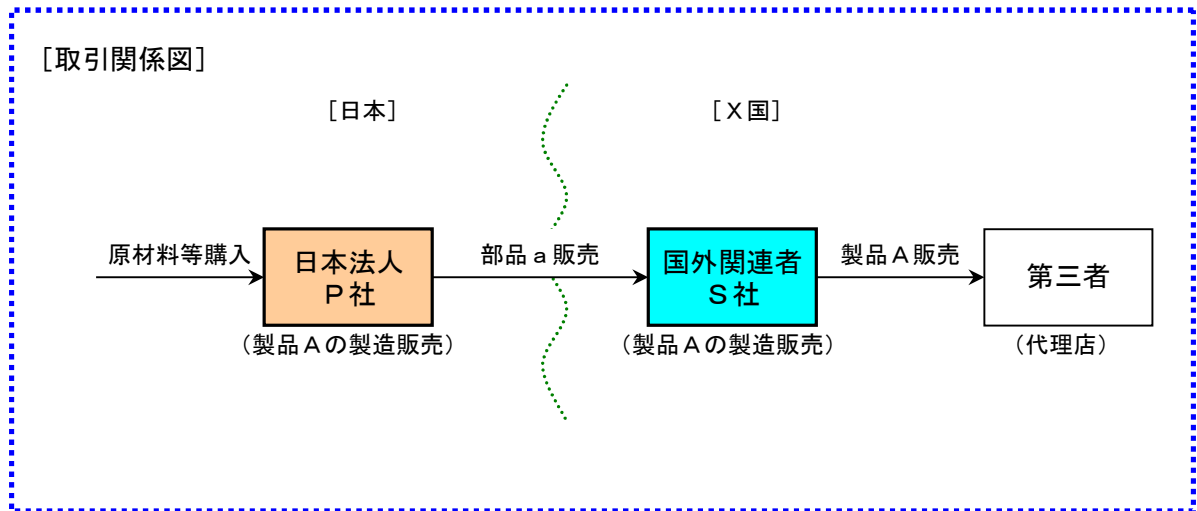 ［取引関係図］
［日本］
［Ｘ国］
原材料等購入
日本法人
Ｐ社
（製品Ａの製造販売）
部品ａ販売
国外関連者
Ｓ社
（製品Ａの製造販売）
製品Ａ販売
第三者
（代理店）